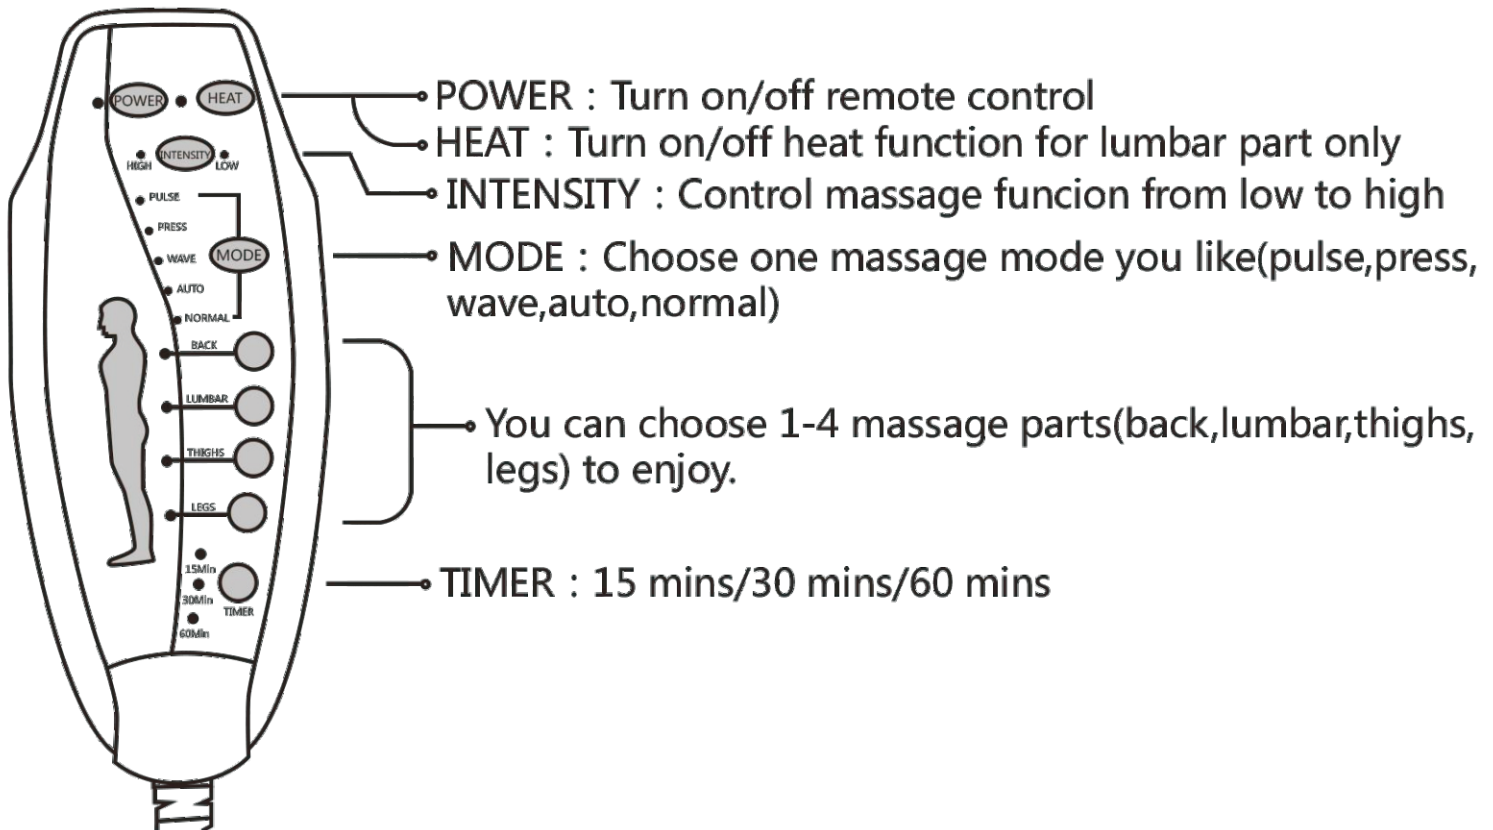 POWER
HEAT
INTENSITY
HIGH
LOW
PULSE
PRESS
WAVE
MODE
AUTO
NORMAL
BACK
LUMBAR
THIGHS
LEGS
15Min
30Min
TIMER
60Min
POWER : Turn on/off remote control
HEAT : Turn on/off heat function for lumbar part only
INTENSITY : Control massage funcion from low to high
MODE : Choose one massage mode you like(pulse,press,
wave,auto,normal)
You can choose 1-4 massage parts(back,lumbar,thighs,
legs) to enjoy.
TIMER : 15 mins/30 mins/60 mins